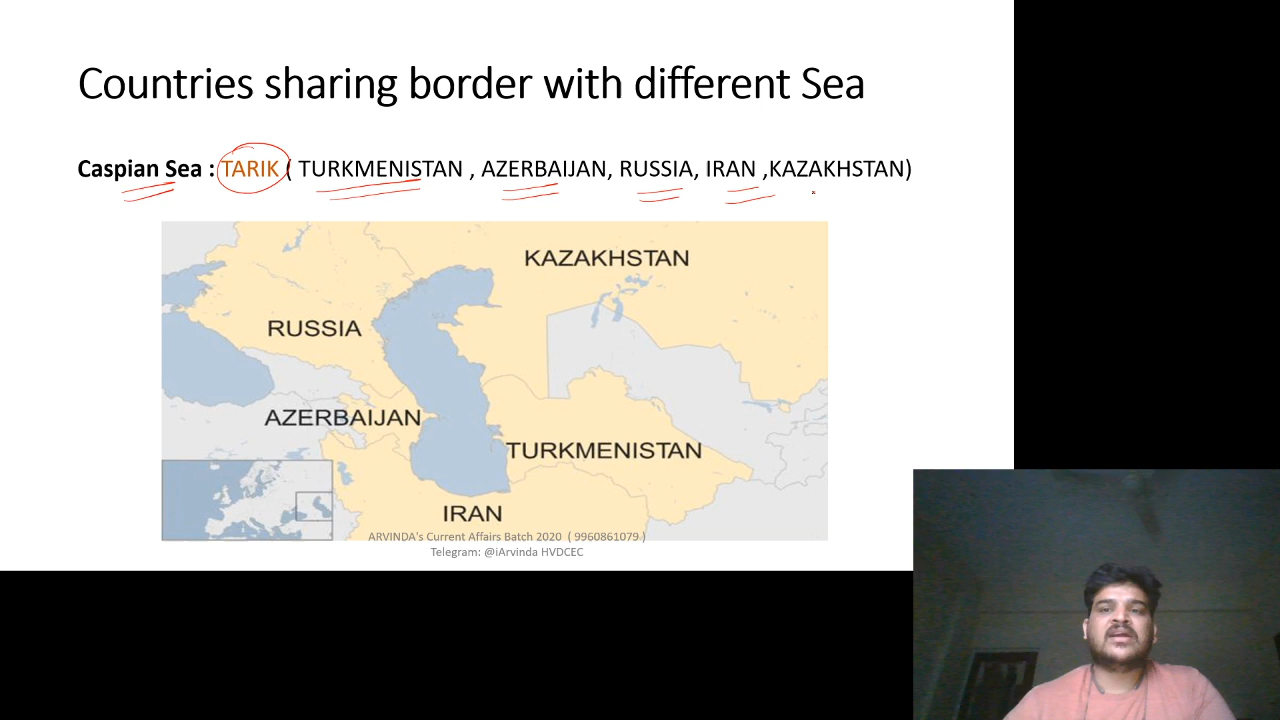 Countries sharing border with different Sea
Caspian Sea : TARIK ( TURKMENISTAN , AZERBAIJAN, RUSSIA, IRAN ,KAZAKHSTAN)
KAZAKHSTAN
RUSSIA
AZERBAIJAN
TURKMENISTAN
IRAN
ARVINDA's Current Affairs Batch 2020 ( 9960861079 )
Telegram: @iArvinda HVDCEC